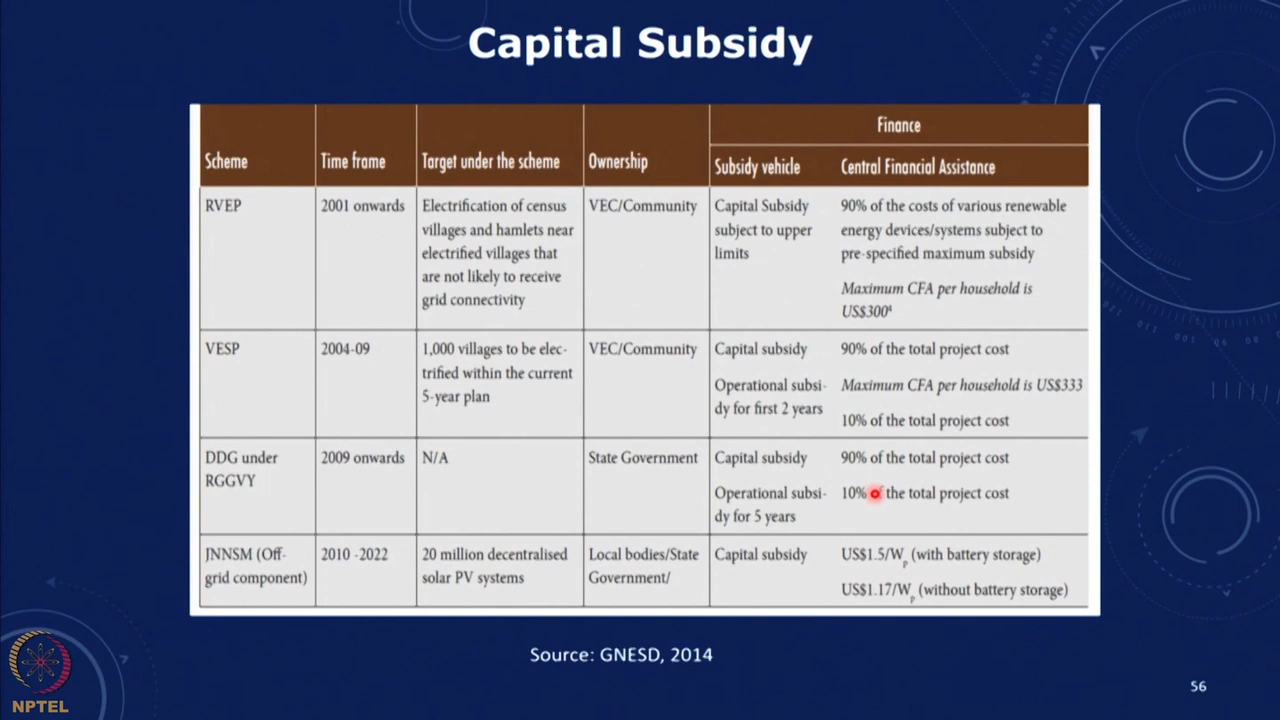 Capital Subsidy
Finance
Scheme
Time frame
Target under the scheme
Ownership
Subsidy vehicle
Central Financial Assistance
RVEP
2001 onwards
Electrification of census
villages and hamlets near
electrified villages that
are not likely to receive
grid connectivity
VEC/Community
Capital Subsidy
subject to upper
limits
90% of the costs of various renewable
energy devices/systems subject to
pre-specified maximum subsidy
Maximum CFA per household is
US$300⁴
VESP
2004-09
1,000 villages to be elec-
trified within the current
5-year plan
VEC/Community
Capital subsidy
Operational subsi-
dy for first 2 years
90% of the total project cost
Maximum CFA per household is US$333
10% of the total project cost
DDG under
RGGVY
2009 onwards
N/A
State Government
Capital subsidy
Operational subsi-
dy for 5 years
90% of the total project cost
10% of the total project cost
JNNSM (Off-
grid component)
2010 -2022
20 million decentralised
solar PV systems
Local bodies/State
Government/
Capital subsidy
US$1.5/Wp (with battery storage)
US$1.17/Wp (without battery storage)
Source: GNESD, 2014
56
NPTEL